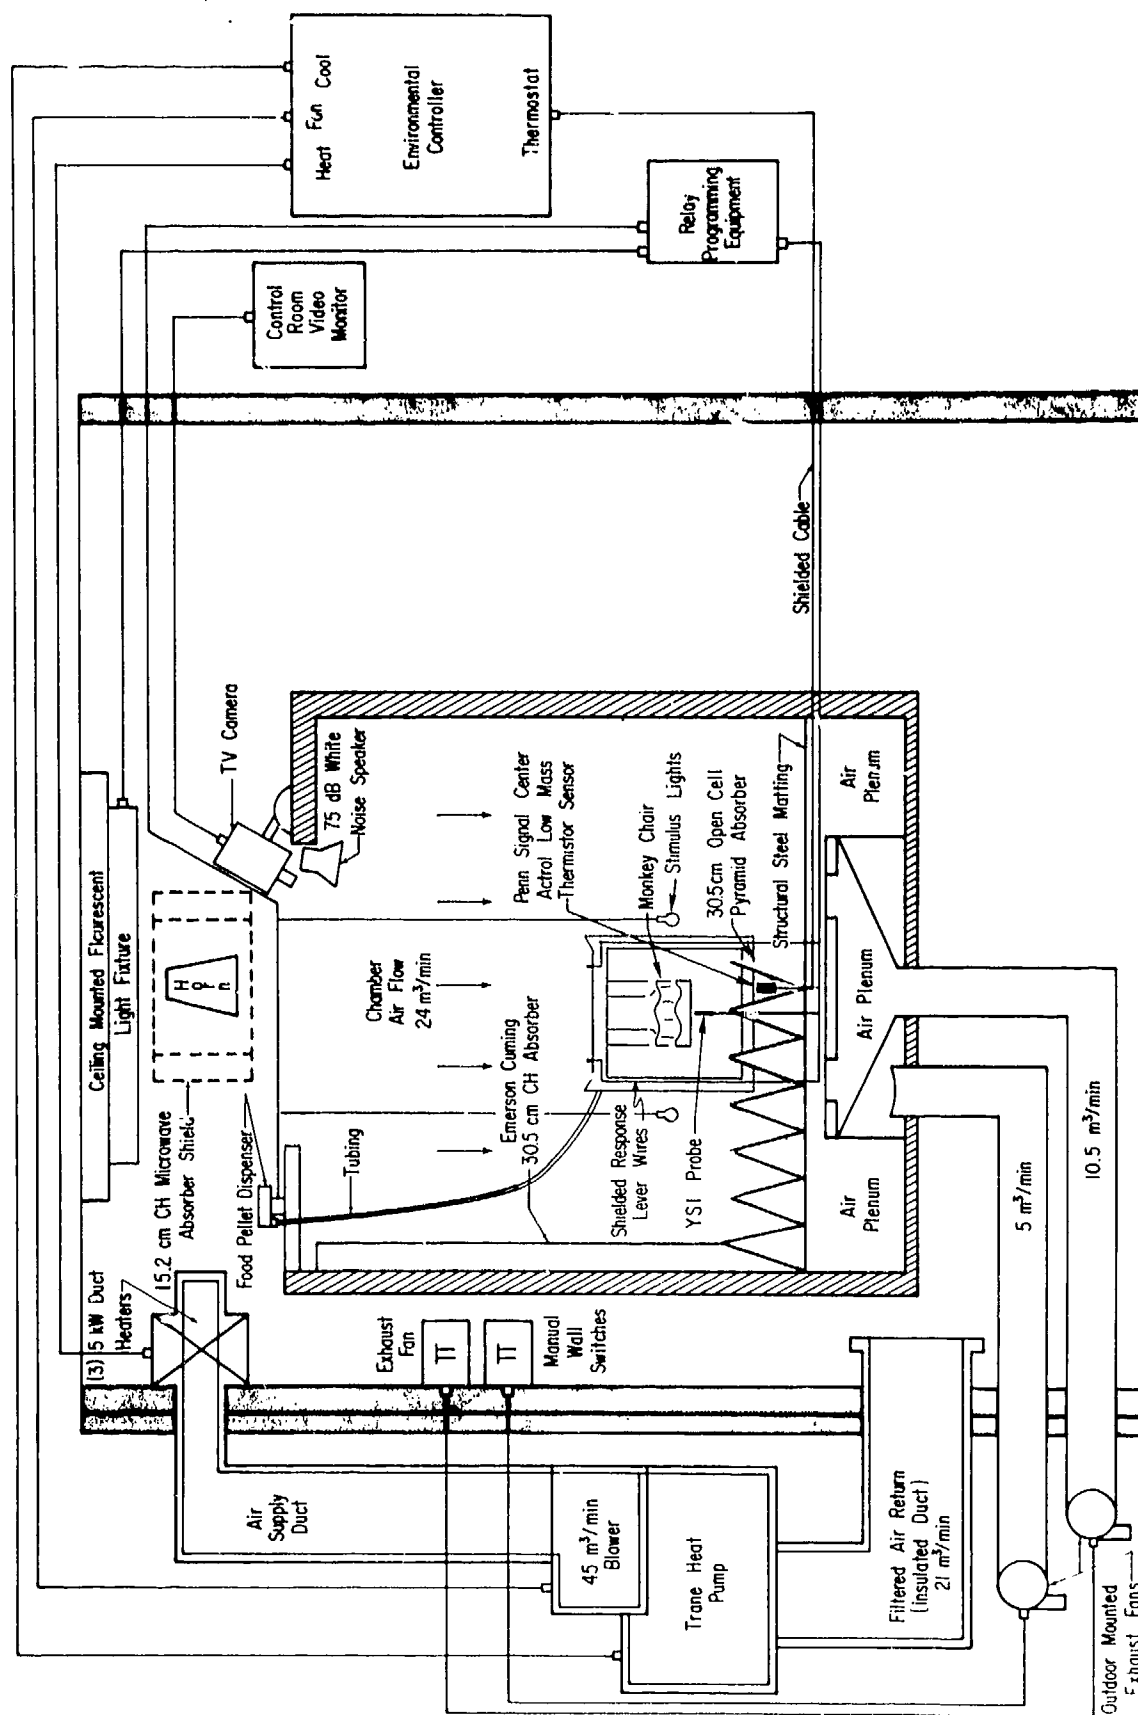 Heat
Fan
Cool
Environmental
Controller
Thermostat
Control
Room
Video
Monitor
Relay
Programming
Equipment
Ceiling Mounted Flourescent
Light Fixture
TV Camera
Horn
15.2 cm CH Microwave
Absorber Shield
75 dB White
Noise Speaker
Food Pellet Dispenser
Tubing
Chamber
Air Flow
24 m³/min
Penn Signal Center
Actrol Low Mass
Thermistor Sensor
Emerson Cuming
30.5 cm CH Absorber
Monkey Chair
Stimulus Lights
30.5cm Open Cell
Pyramid Absorber
Shielded Response
Lever Wires
YSI Probe
Structural Steel Matting
Shielded Cable
Air
Plenum
Air Plenum
Air
Plenum
5 m³/min
10.5 m³/min
(3) 5 kW Duct
Heaters
Exhaust
Fan
Manual
Wall
Switches
Air
Supply
Duct
45 m³/min
Blower
Trane Heat
Pump
Filtered Air Return
(insulated Duct)
21 m³/min
Outdoor Mounted
Exhaust Fans